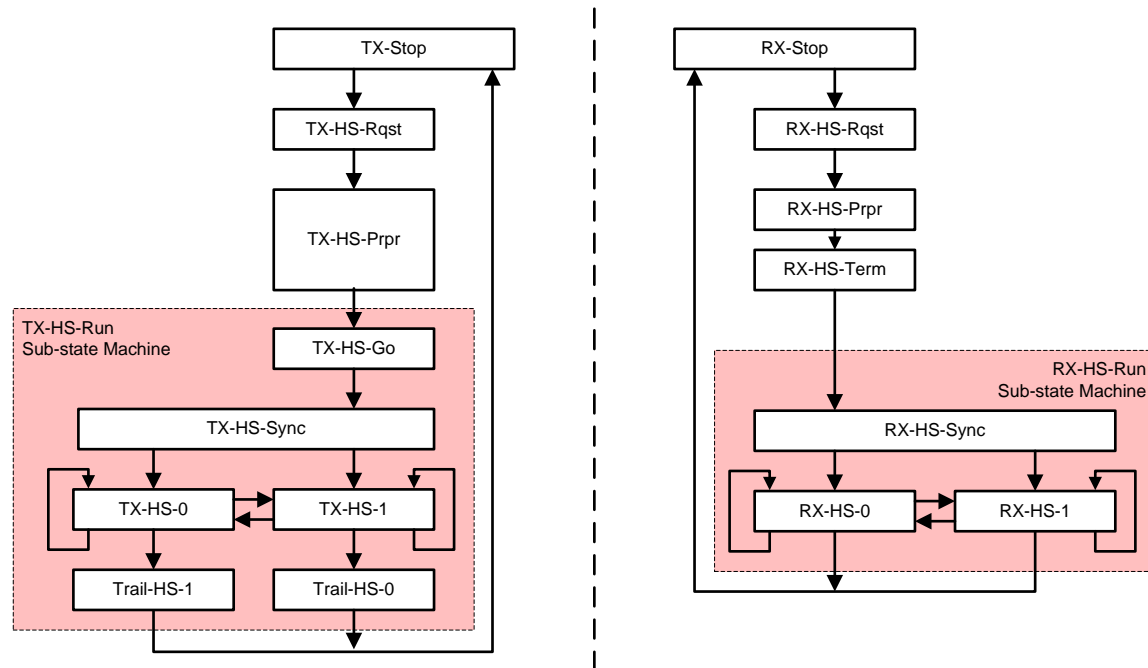 TX-Stop
TX-HS-Rqst
TX-HS-Prpr
TX-HS-Run
Sub-state Machine
TX-HS-Go
TX-HS-Sync
TX-HS-0
TX-HS-1
Trail-HS-1
Trail-HS-0
RX-Stop
RX-HS-Rqst
RX-HS-Prpr
RX-HS-Term
RX-HS-Run
Sub-state Machine
RX-HS-Sync
RX-HS-0
RX-HS-1